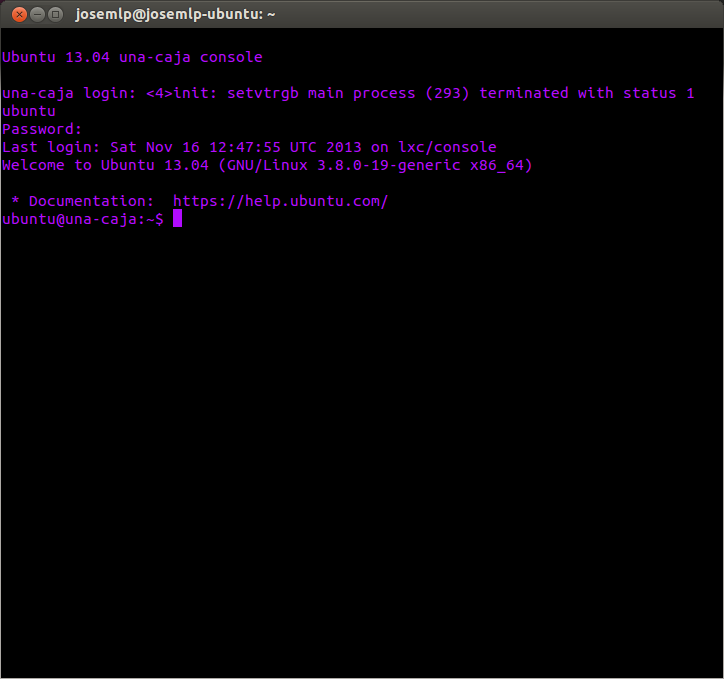 josemlp@josemlp-ubuntu: ~
Ubuntu 13.04 una-caja console
una-caja login: <4>init: setvtrgb main process (293) terminated with status 1
ubuntu
Password:
Last login: Sat Nov 16 12:47:55 UTC 2013 on lxc/console
Welcome to Ubuntu 13.04 (GNU/Linux 3.8.0-19-generic x86_64)
 * Documentation:  https://help.ubuntu.com/
ubuntu@una-caja:~$